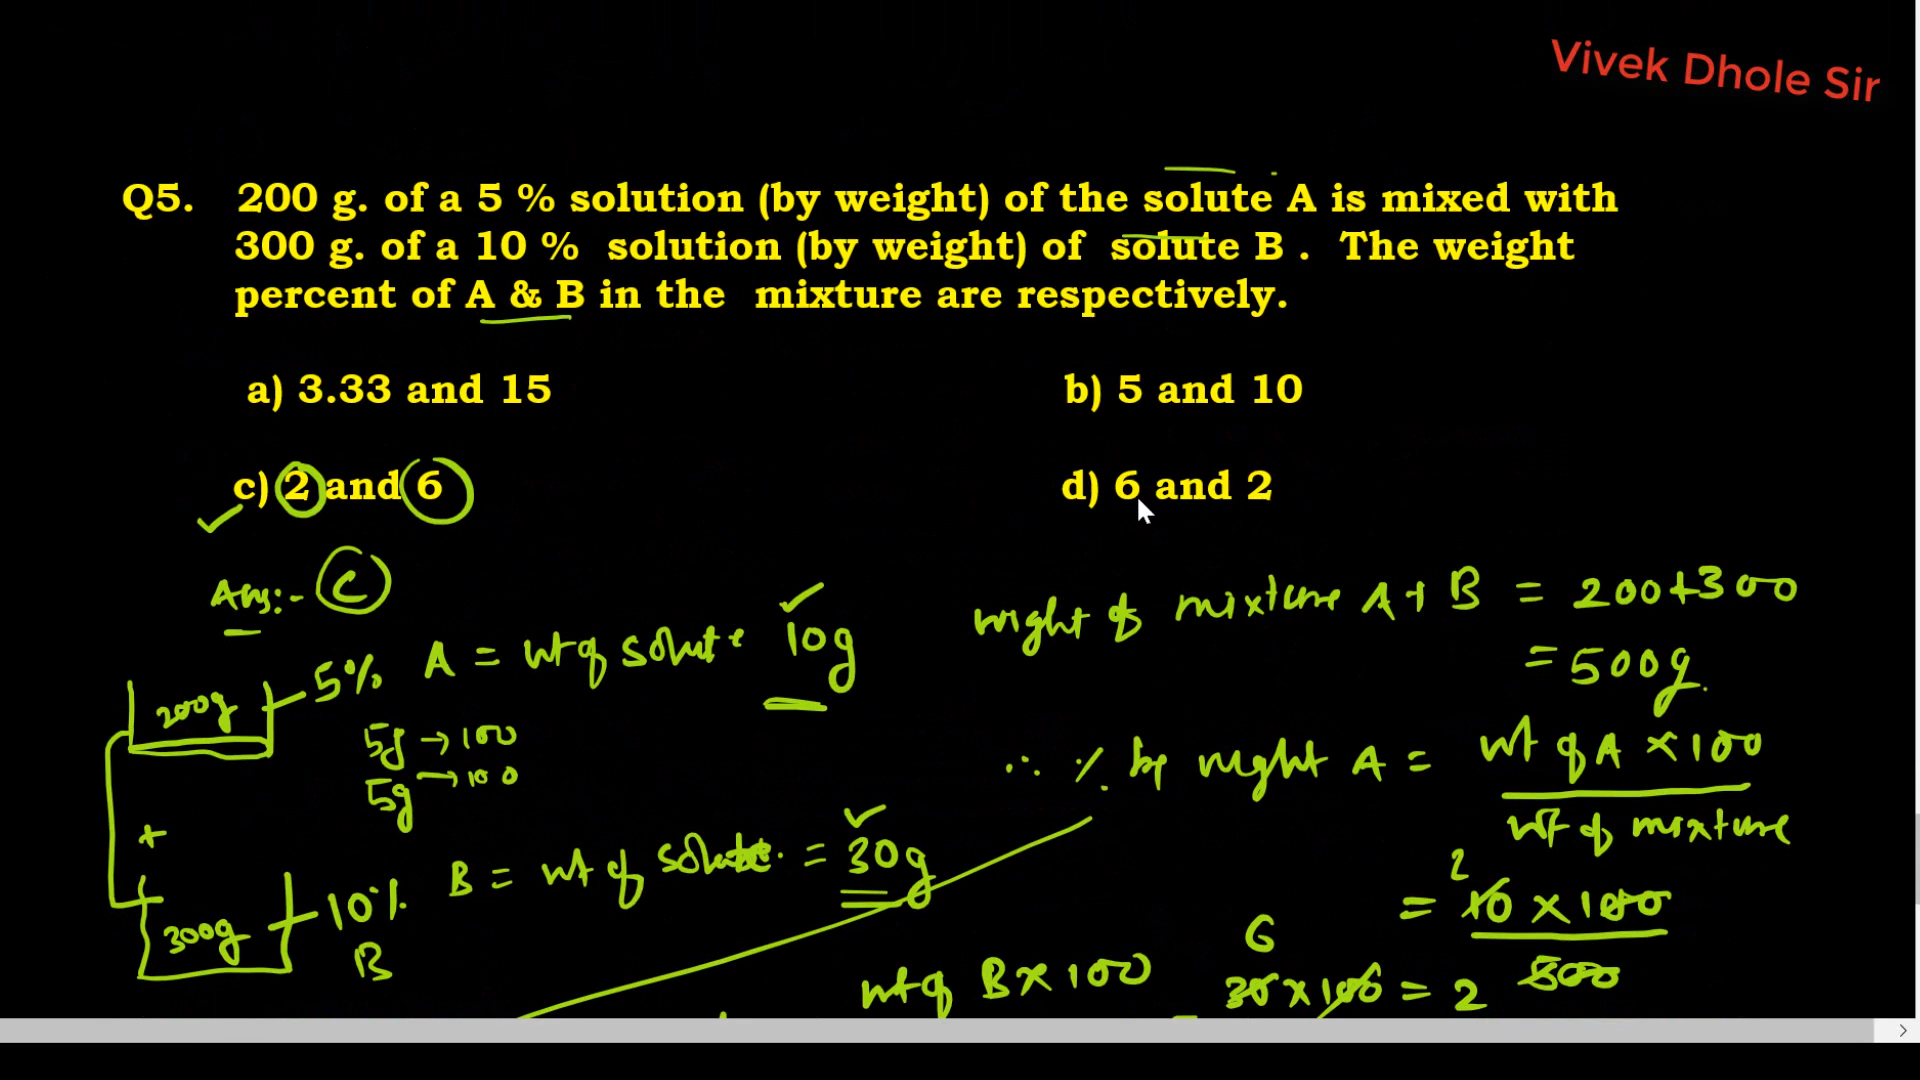 Vivek Dhole Sir
Q5. 200 g. of a 5 % solution (by weight) of the solute A is mixed with
300 g. of a 10 % solution (by weight) of solute B . The weight
percent of A & B in the mixture are respectively.
a) 3.33 and 15
b) 5 and 10
c) 2 and 6
d) 6 and 2
Ans:- C
200g 5% A = wt of solute 10g
5g → 100
5g → 100
+
300g 10% B = wt of solute. = 30g
B
weight of mixture A + B = 200+300
= 500g.
∴ % by weight A = wt of A × 100
wt of mixture
2
= 10 × 100
500
= 2
wt of B × 100
6
30 × 100